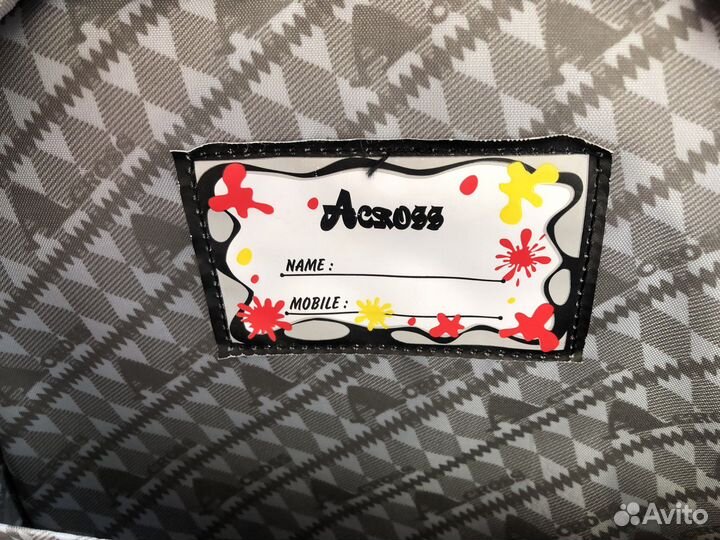 Across
NAME :
MOBILE :
Avito